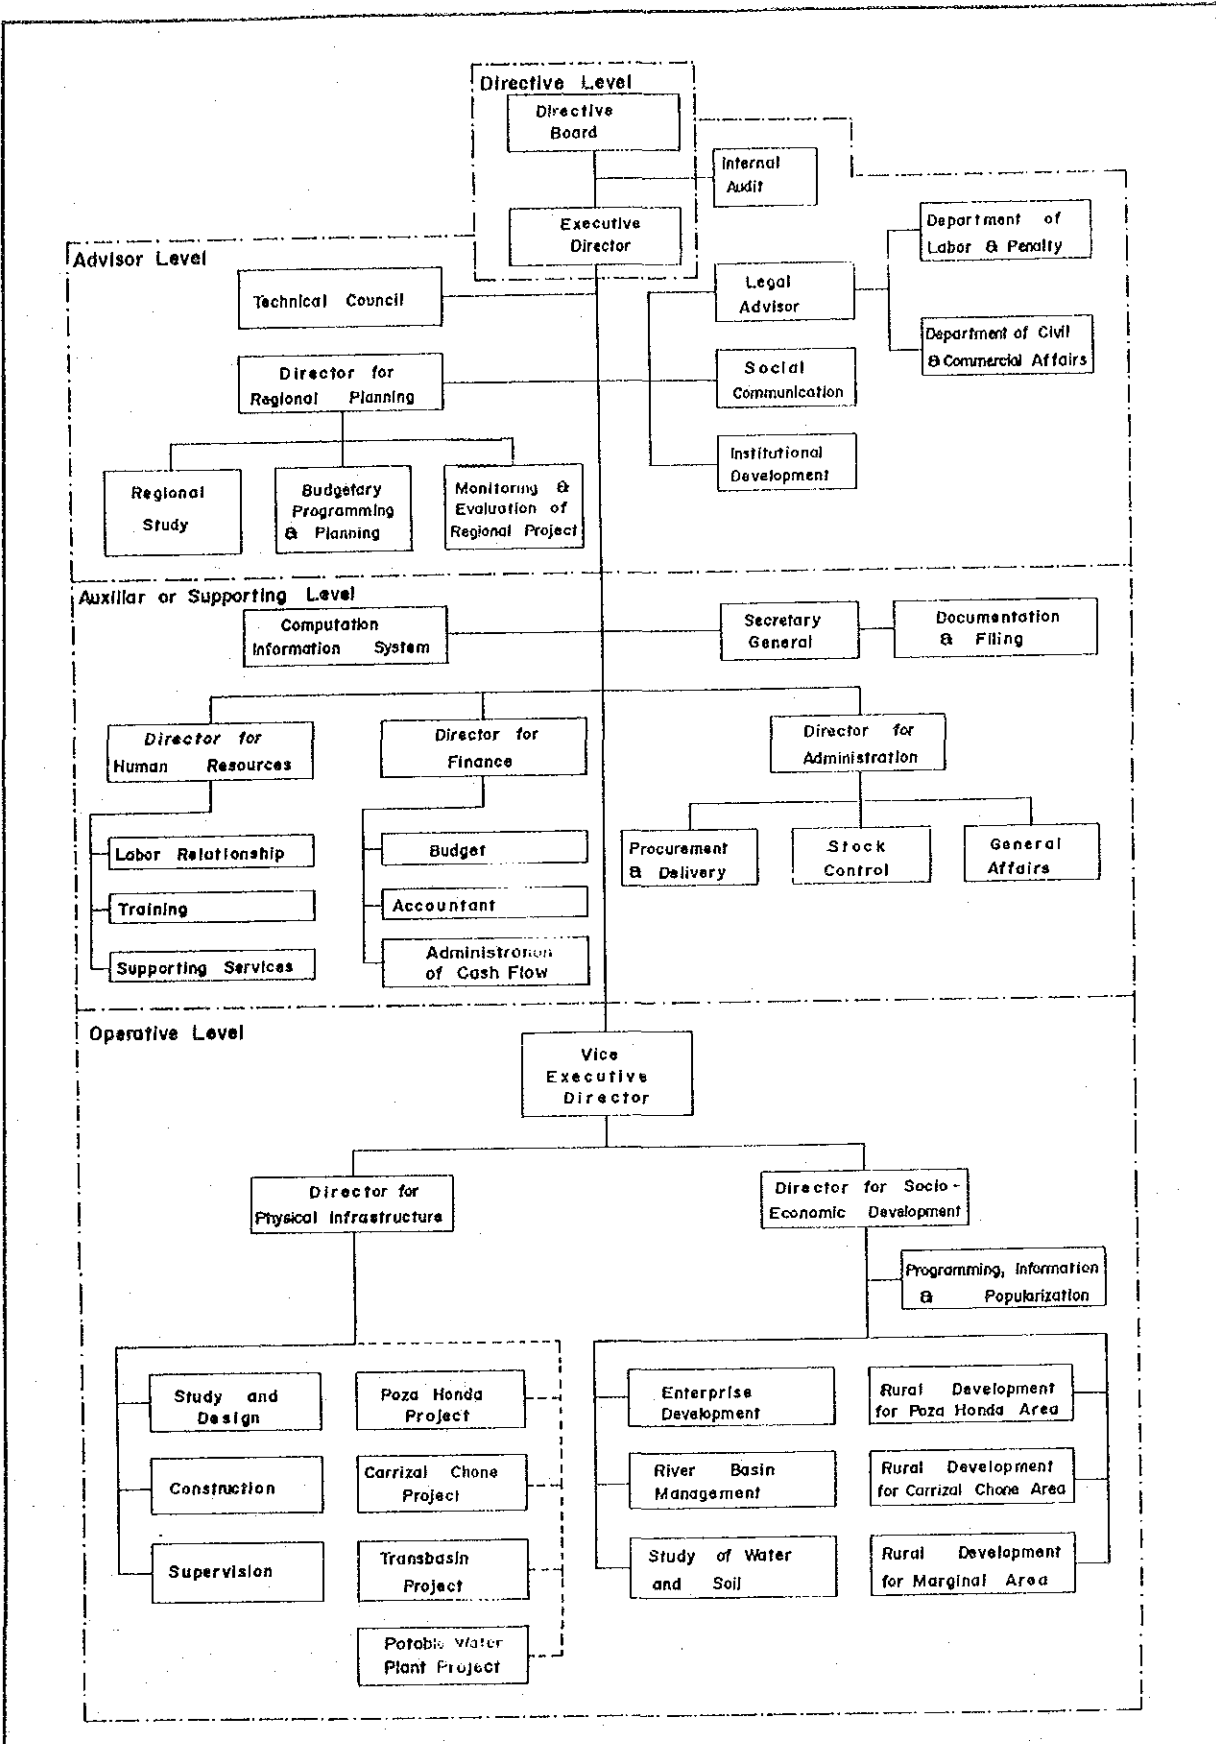 Directive Level
Directive
Board
Internal
Audit
Executive
Director
Department of
Labor & Penalty
Advisor Level
Technical Council
Legal
Advisor
Department of Civil
& Commercial Affairs
Director for
Regional Planning
Social
Communication
Institutional
Development
Regional
Study
Budgetary
Programming
& Planning
Monitoring &
Evaluation of
Regional Project
Auxiliar or Supporting Level
Computation
Information System
Secretary
General
Documentation
& Filing
Director for
Human Resources
Director for
Finance
Director for
Administration
Labor Relationship
Training
Supporting Services
Budget
Accountant
Administration
of Cash Flow
Procurement
& Delivery
Stock
Control
General
Affairs
Operative Level
Vice
Executive
Director
Director for
Physical Infrastructure
Director for Socio-
Economic Development
Programming, Information
& Popularization
Study and
Design
Construction
Supervision
Poza Honda
Project
Carrizal Chone
Project
Transbasin
Project
Potable Water
Plant Project
Enterprise
Development
River Basin
Management
Study of Water
and Soil
Rural Development
for Poza Honda Area
Rural Development
for Carrizal Chone Area
Rural Development
for Marginal Area